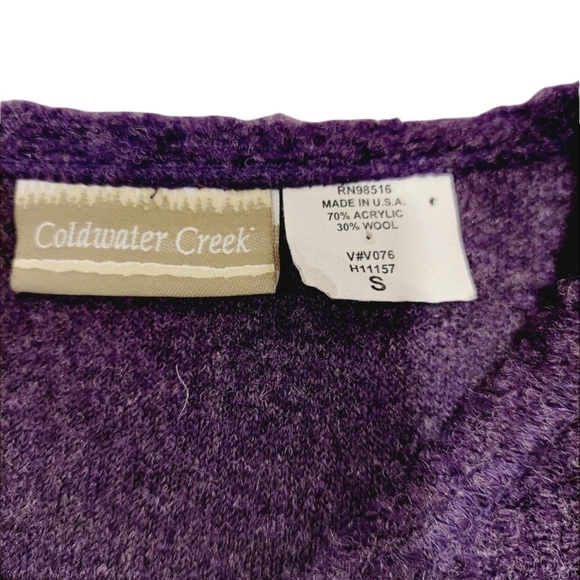 Coldwater Creek
RN98516
MADE IN U.S.A.
70% ACRYLIC
30% WOOL
V#V076
H11157
S